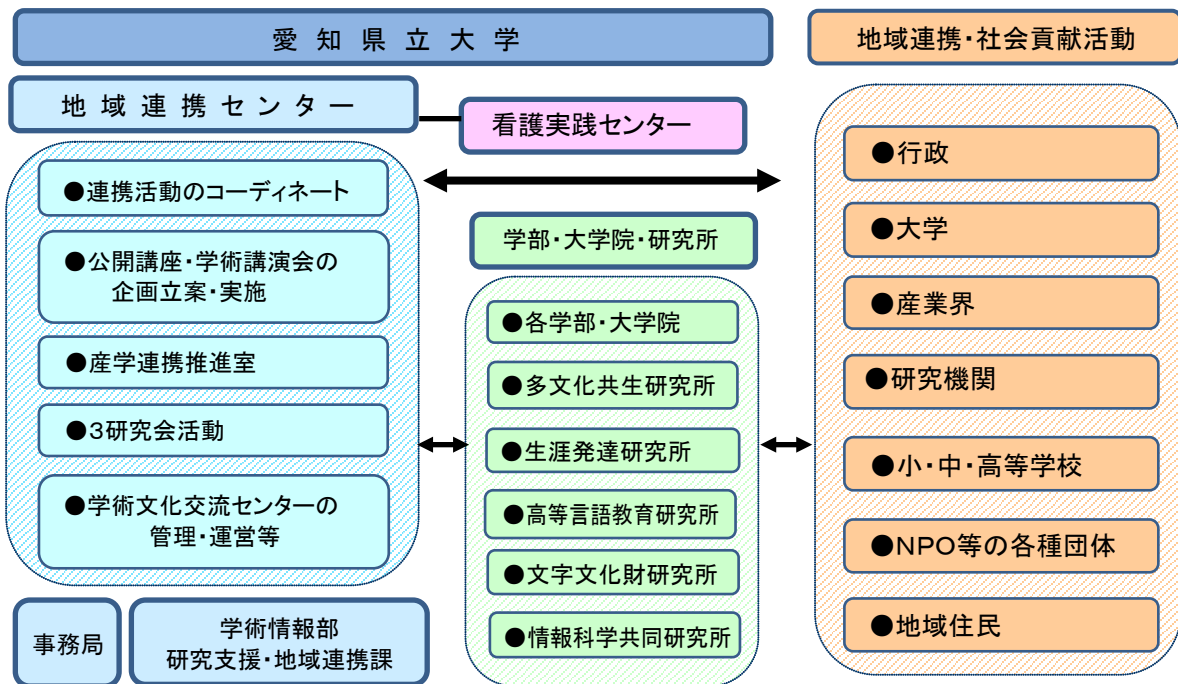 愛知県立大学
地域連携・社会貢献活動
地域連携センター
看護実践センター
●連携活動のコーディネート
●公開講座・学術講演会の
企画立案・実施
●産学連携推進室
●3研究会活動
●学術文化交流センターの
管理・運営等
学部・大学院・研究所
●各学部・大学院
●多文化共生研究所
●生涯発達研究所
●高等言語教育研究所
●文字文化財研究所
●情報科学共同研究所
●行政
●大学
●産業界
●研究機関
●小・中・高等学校
●NPO等の各種団体
●地域住民
事務局
学術情報部
研究支援・地域連携課